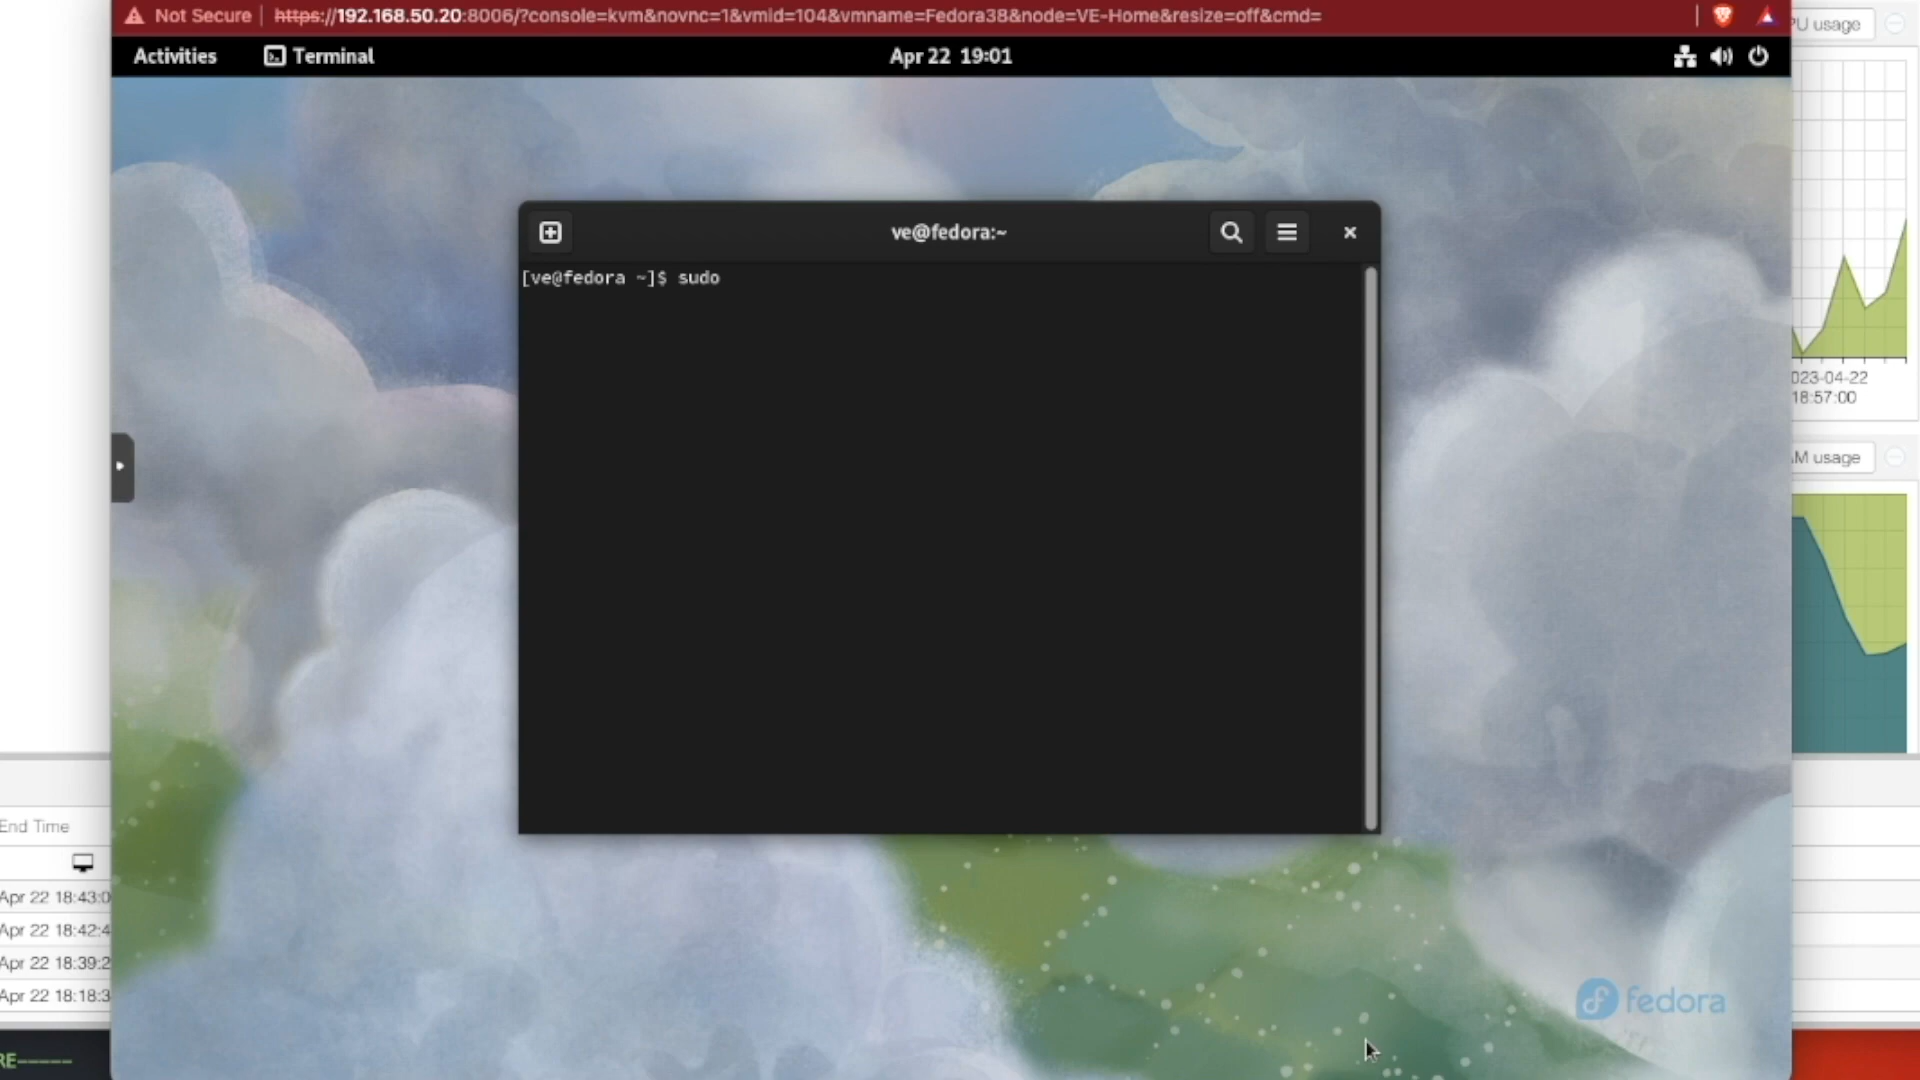 Not Secure https://192.168.50.20:8006/?console=kvm&novnc=1&vmid=104&vmname=Fedora38&node=VE-Home&resize=off&cmd=
PU usage
Activities Terminal Apr 22 19:01
ve@fedora:~
[ve@fedora ~]$ sudo
023-04-22
18:57:00
AM usage
End Time
Apr 22 18:43:0
Apr 22 18:42:4
Apr 22 18:39:2
Apr 22 18:18:3
fedora
RE-----